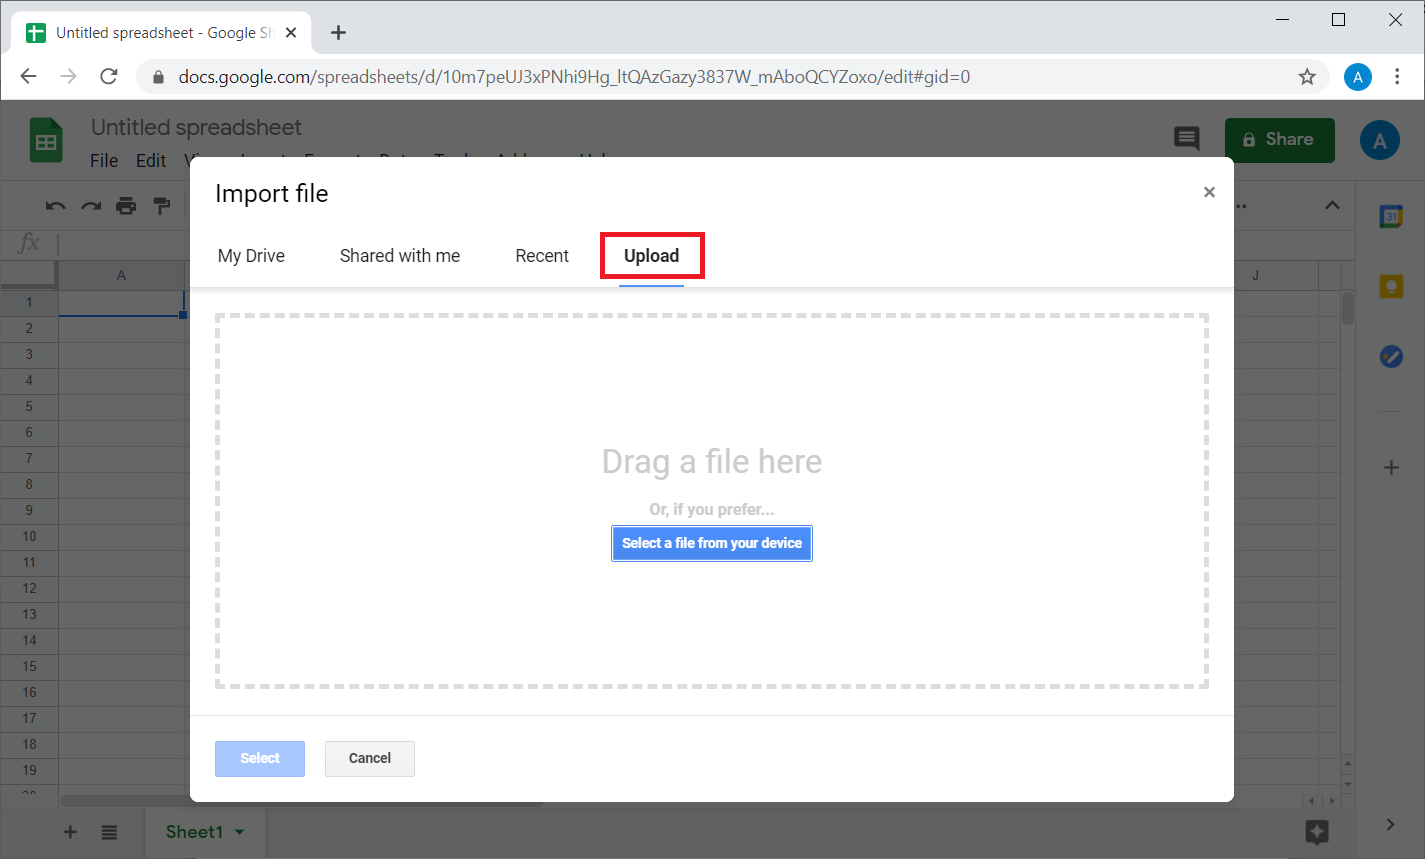 Untitled spreadsheet - Google Sh
docs.google.com/spreadsheets/d/10m7peUJ3xPNhi9Hg_ltQAzGazy3837W_mAboQCYZoxo/edit#gid=0
A
Untitled spreadsheet
File Edit
Share
A
Import file
My Drive Shared with me Recent Upload
31
fx
A J
1
2
3
4
5
6
7
8
9
10
11
12
13
14
15
16
17
18
19
Drag a file here
Or, if you prefer...
Select a file from your device
Select Cancel
Sheet1